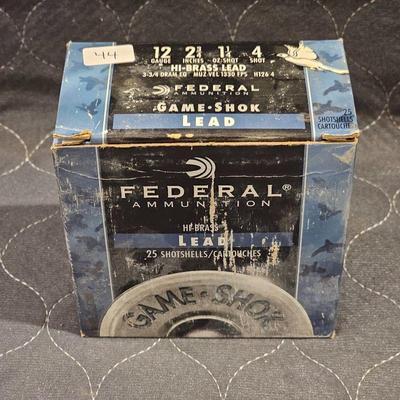 44
12 2¾ 1¼ 4
GAUGE INCHES OZ. SHOT SHOT
HI-BRASS LEAD
3-3/4 DRAM EQ MUZ VEL 1330 FPS H126 4
FEDERAL
AMMUNITION
GAME-SHOK
LEAD
25
SHOTSHELLS
CARTOUCHES
FEDERAL®
AMMUNITION
HI-BRASS
LEAD
25 SHOTSHELLS/CARTOUCHES
GAME-SHOK